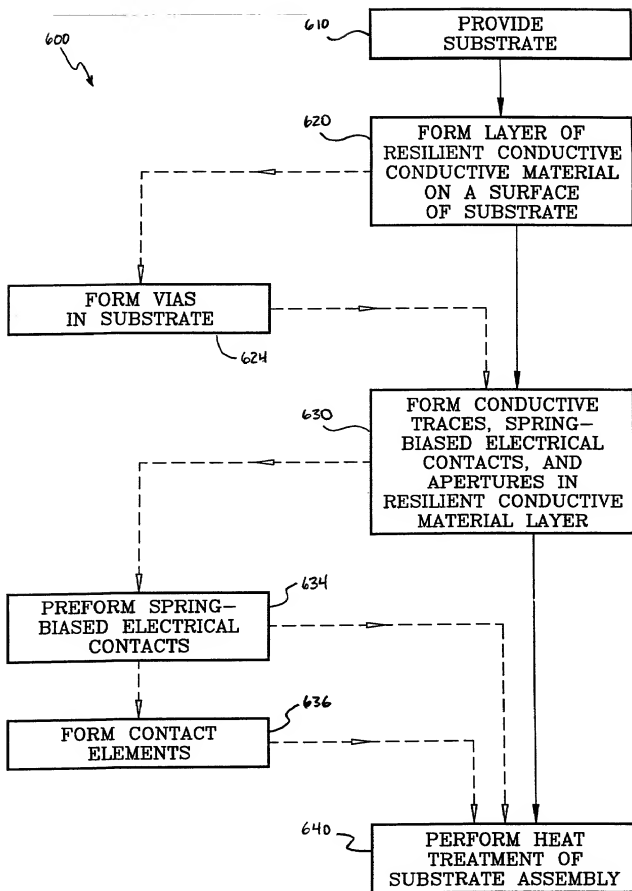 600
610
PROVIDE
SUBSTRATE
620
FORM LAYER OF
RESILIENT CONDUCTIVE
CONDUCTIVE MATERIAL
ON A SURFACE
OF SUBSTRATE
FORM VIAS
IN SUBSTRATE
624
630
FORM CONDUCTIVE
TRACES, SPRING-
BIASED ELECTRICAL
CONTACTS, AND
APERTURES IN
RESILIENT CONDUCTIVE
MATERIAL LAYER
634
PREFORM SPRING-
BIASED ELECTRICAL
CONTACTS
636
FORM CONTACT
ELEMENTS
640
PERFORM HEAT
TREATMENT OF
SUBSTRATE ASSEMBLY